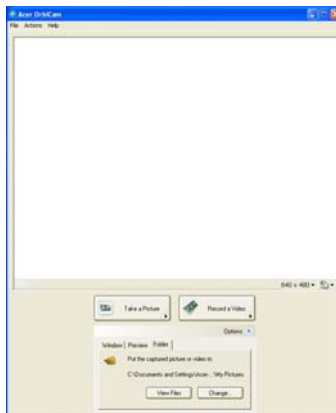 Acer OrbiCam
File Actions Help
640 x 480
Take a Picture
Record a Video
Options
Window Preview Folder
Put the captured picture or video in:
C:\Documents and Settings\Acer ...\My Pictures
View Files Change...